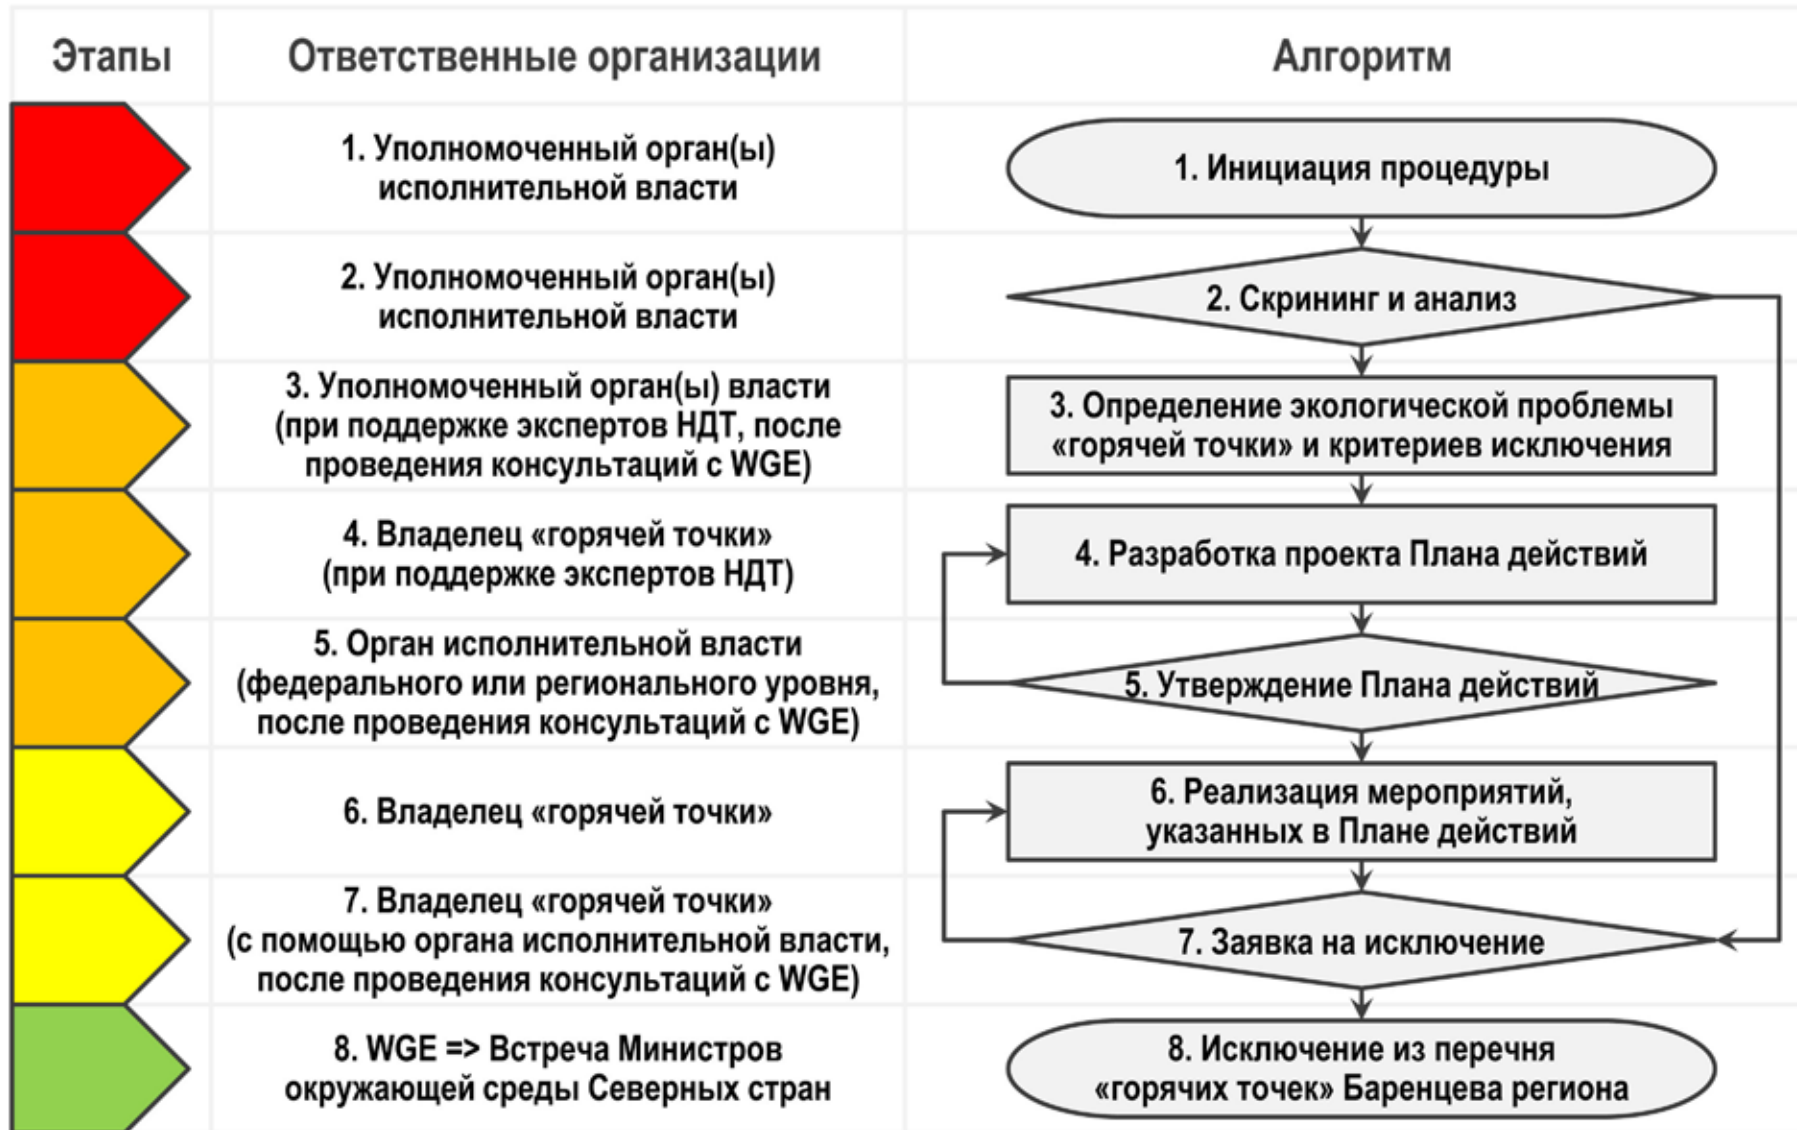 Этапы
Ответственные организации
Алгоритм
1. Уполномоченный орган(ы)
исполнительной власти
1. Инициация процедуры
2. Уполномоченный орган(ы)
исполнительной власти
2. Скрининг и анализ
3. Уполномоченный орган(ы) власти
(при поддержке экспертов НДТ, после
проведения консультаций с WGE)
3. Определение экологической проблемы
«горячей точки» и критериев исключения
4. Владелец «горячей точки»
(при поддержке экспертов НДТ)
4. Разработка проекта Плана действий
5. Орган исполнительной власти
(федерального или регионального уровня,
после проведения консультаций с WGE)
5. Утверждение Плана действий
6. Владелец «горячей точки»
6. Реализация мероприятий,
указанных в Плане действий
7. Владелец «горячей точки»
(с помощью органа исполнительной власти,
после проведения консультаций с WGE)
7. Заявка на исключение
8. WGE => Встреча Министров
окружающей среды Северных стран
8. Исключение из перечня
«горячих точек» Баренцева региона